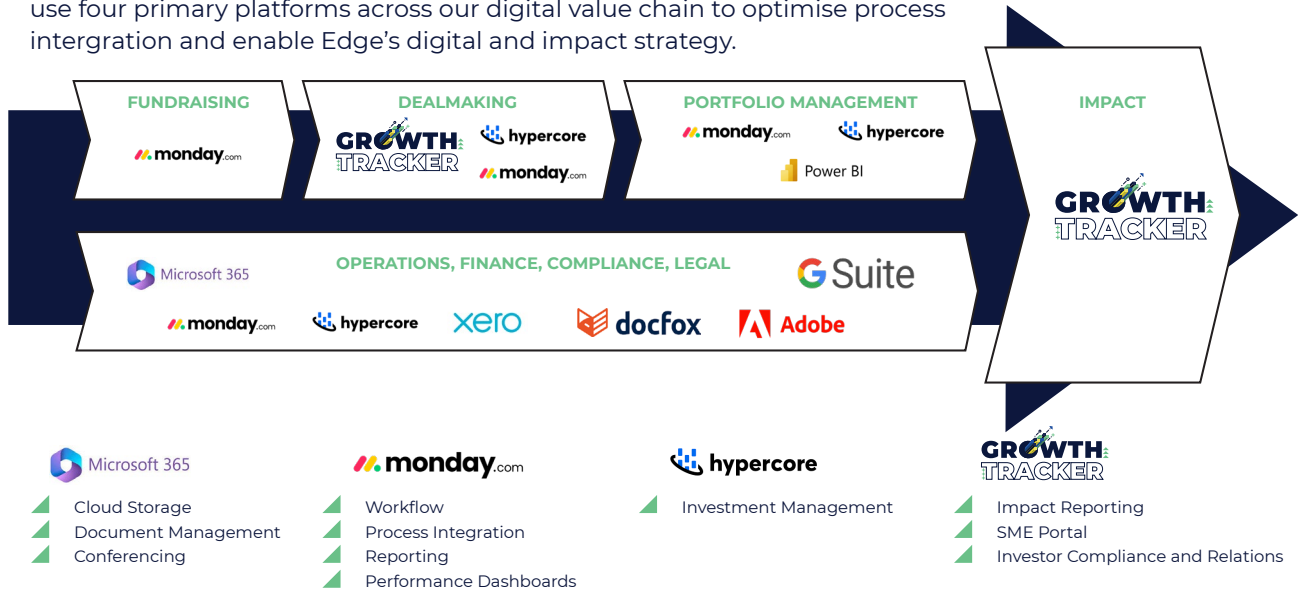 use four primary platforms across our digital value chain to optimise process
intergration and enable Edge's digital and impact strategy.
FUNDRAISING
monday.com
DEALMAKING
GROWTH
TRACKER
hypercore
monday.com
PORTFOLIO MANAGEMENT
monday.com
hypercore
Power BI
IMPACT
GROWTH
TRACKER
OPERATIONS, FINANCE, COMPLIANCE, LEGAL
Microsoft 365
G Suite
monday.com
hypercore
xero
docfox
Adobe
Microsoft 365
Cloud Storage
Document Management
Conferencing
monday.com
Workflow
Process Integration
Reporting
Performance Dashboards
hypercore
Investment Management
GROWTH
TRACKER
Impact Reporting
SME Portal
Investor Compliance and Relations